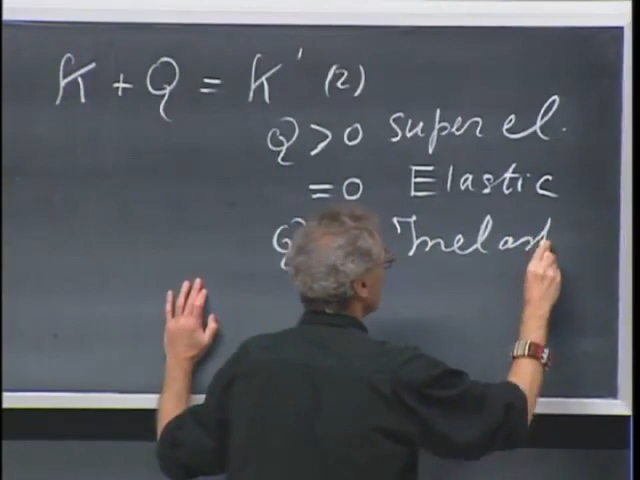 K + Q = K' (2)
Q > 0 super el.
= 0 Elastic
Q Inelast